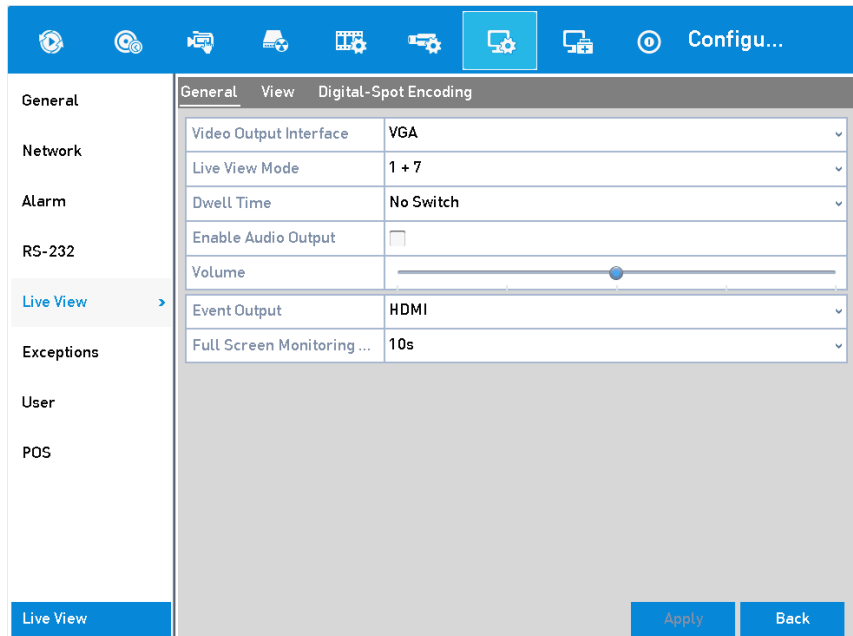 Configu...
General
Network
Alarm
RS-232
Live View
Exceptions
User
POS
Live View
General View Digital-Spot Encoding
Video Output Interface VGA
Live View Mode 1 + 7
Dwell Time No Switch
Enable Audio Output
Volume
Event Output HDMI
Full Screen Monitoring ... 10s
Apply Back